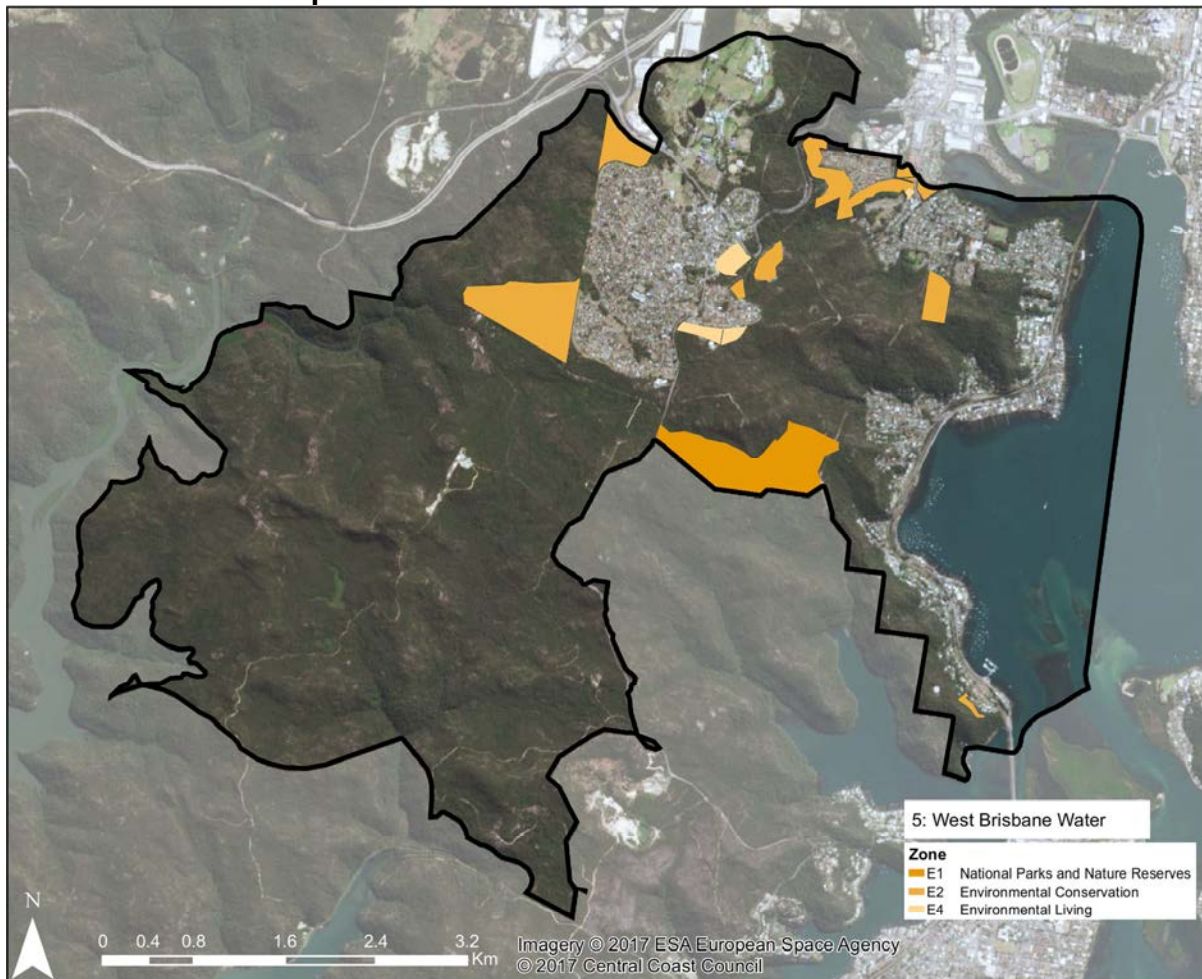 5: West Brisbane Water
Zone
E1 National Parks and Nature Reserves
E2 Environmental Conservation
E4 Environmental Living
N
0 0.4 0.8 1.6 2.4 3.2
Km
Imagery © 2017 ESA European Space Agency
© 2017 Central Coast Council